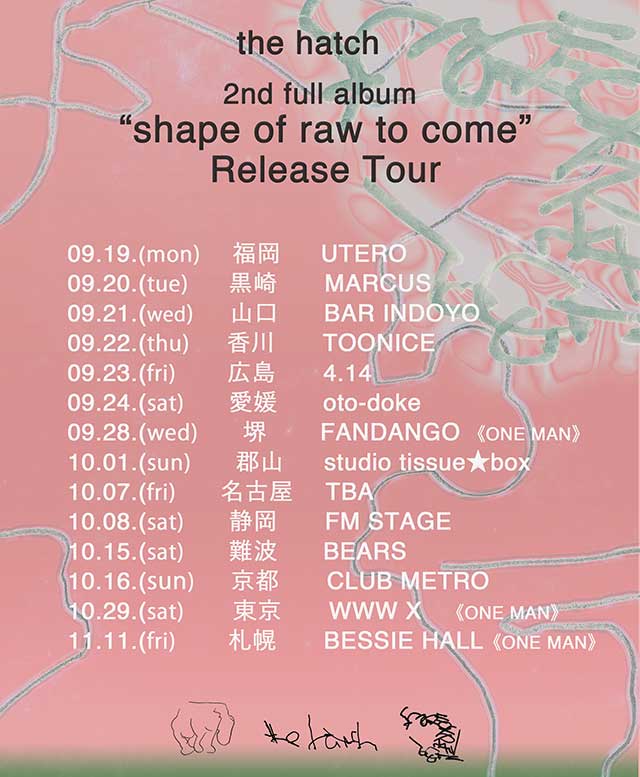 the hatch
2nd full album
“shape of raw to come”
Release Tour
09.19.(mon) 福岡 UTERO
09.20.(tue) 黒崎 MARCUS
09.21.(wed) 山口 BAR INDOYO
09.22.(thu) 香川 TOONICE
09.23.(fri) 広島 4.14
09.24.(sat) 愛媛 oto-doke
09.28.(wed) 堺 FANDANGO 《ONE MAN》
10.01.(sun) 郡山 studio tissue★box
10.07.(fri) 名古屋 TBA
10.08.(sat) 静岡 FM STAGE
10.15.(sat) 難波 BEARS
10.16.(sun) 京都 CLUB METRO
10.29.(sat) 東京 WWW X 《ONE MAN》
11.11.(fri) 札幌 BESSIE HALL《ONE MAN》
the hatch